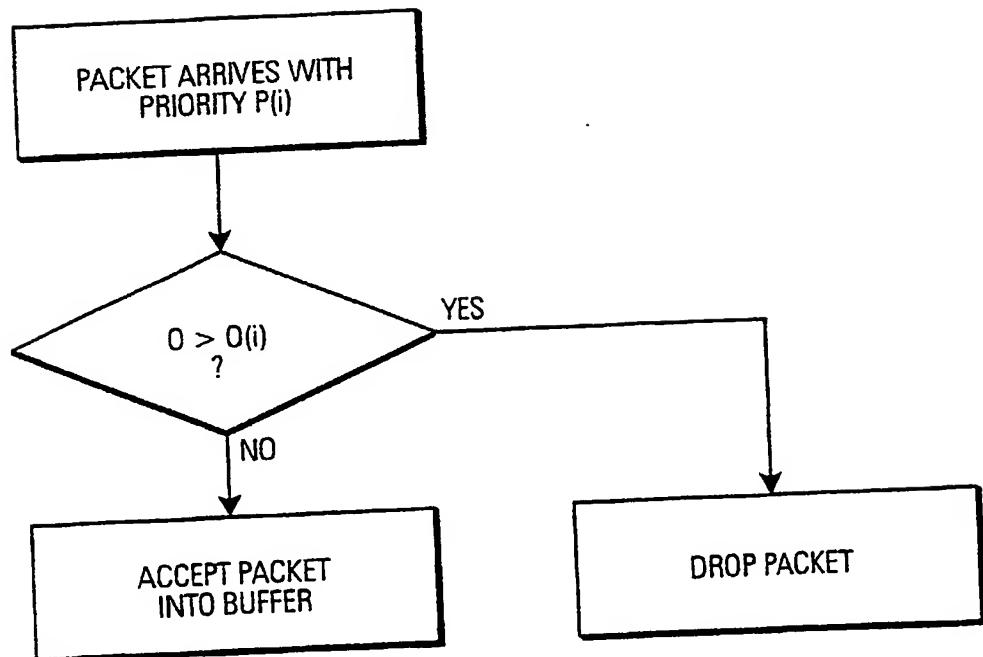 PACKET ARRIVES WITH
PRIORITY P(i)
O > O(i)
?
YES
NO
ACCEPT PACKET
INTO BUFFER
DROP PACKET